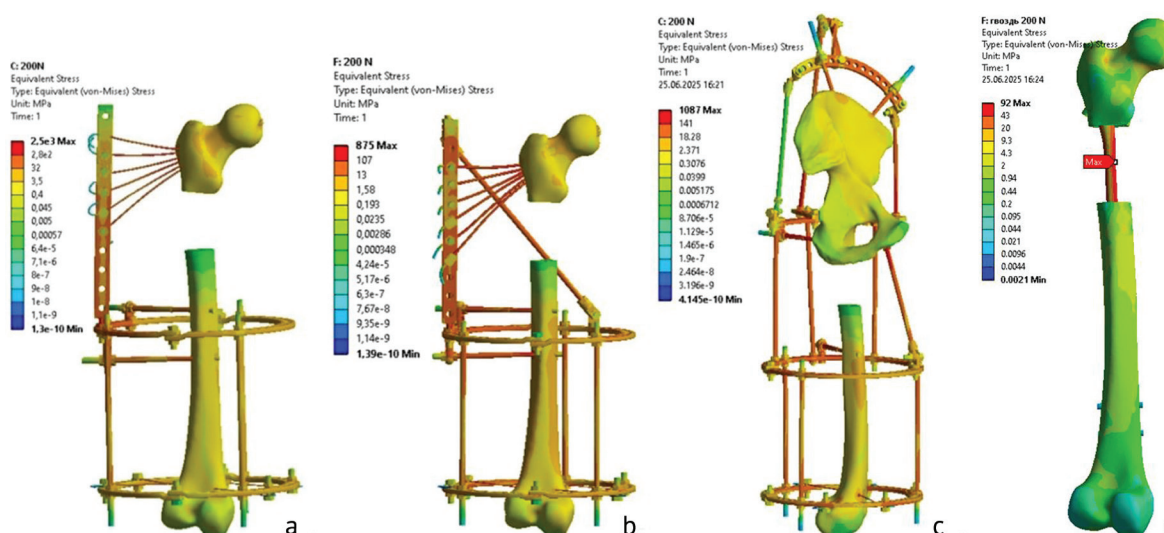 C: 200N
Equivalent Stress
Type: Equivalent (von-Mises) Stress
Unit: MPa
Time: 1
2,5e3 Max
2,8e2
32
3,5
0,4
0,045
0,005
0,00057
6,4e-5
7,1e-6
8e-7
9e-8
1e-8
1,1e-9
1,3e-10 Min
a
F: 200 N
Equivalent Stress
Type: Equivalent (von-Mises) Stress
Unit: MPa
Time: 1
875 Max
107
13
1,58
0,193
0,0235
0,00286
0,000348
4,24e-5
5,17e-6
6,3e-7
7,67e-8
9,35e-9
1,14e-9
1,39e-10 Min
b
C: 200 N
Equivalent Stress
Type: Equivalent (von-Mises) Stress
Unit: MPa
Time: 1
25.06.2025 16:21
1087 Max
141
18.28
2.371
0.3076
0.0399
0.005175
0.0006712
8.706e-5
1.129e-5
1.465e-6
1.9e-7
2.464e-8
3.196e-9
4.145e-10 Min
c
F: гвоздь 200 N
Equivalent Stress
Type: Equivalent (von-Mises) Stress
Unit: MPa
Time: 1
25.06.2025 16:24
92 Max
43
20
9.3
4.3
2
0.94
0.44
0.2
0.095
0.044
0.021
0.0096
0.0044
0.0021 Min
Max